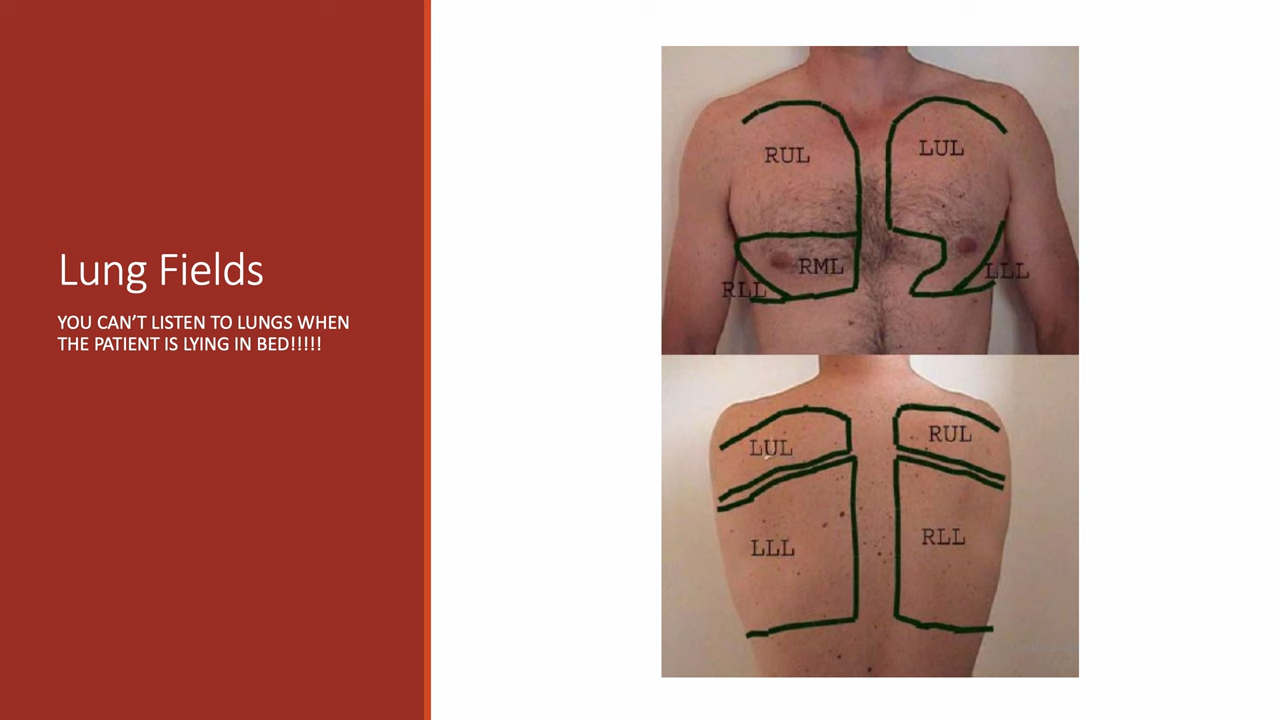 Lung Fields
YOU CAN'T LISTEN TO LUNGS WHEN
THE PATIENT IS LYING IN BED!!!!!
RUL
LUL
RML
LLL
RLL
LUL
RUL
LLL
RLL